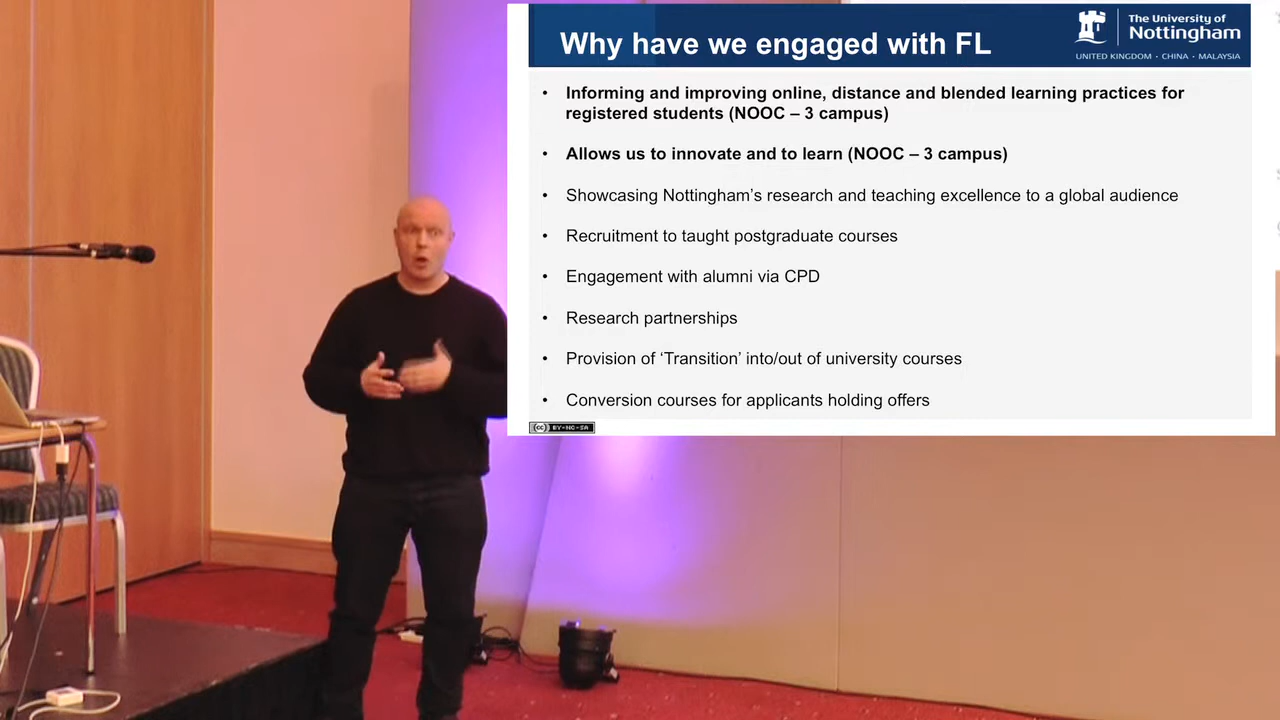 Why have we engaged with FL
The University of
Nottingham
UNITED KINGDOM · CHINA · MALAYSIA
• Informing and improving online, distance and blended learning practices for
registered students (NOOC – 3 campus)
• Allows us to innovate and to learn (NOOC – 3 campus)
• Showcasing Nottingham’s research and teaching excellence to a global audience
• Recruitment to taught postgraduate courses
• Engagement with alumni via CPD
• Research partnerships
• Provision of ‘Transition’ into/out of university courses
• Conversion courses for applicants holding offers
cc BY-NC-SA